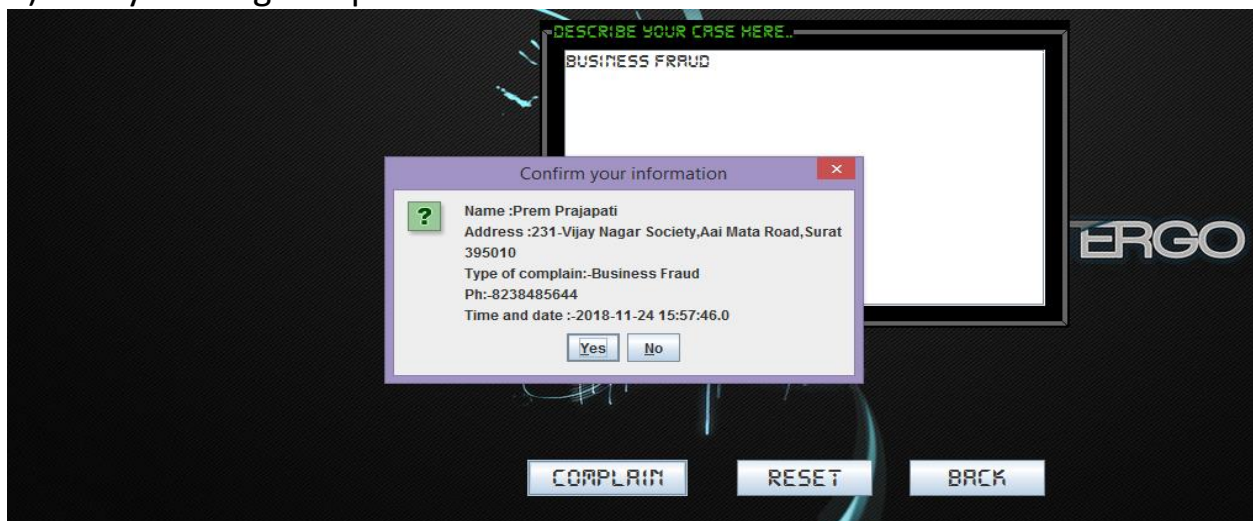 DESCRIBE YOUR CASE HERE..
BUSINESS FRAUD
Confirm your information
Name :Prem Prajapati
Address :231-Vijay Nagar Society,Aai Mata Road,Surat
395010
Type of complain:-Business Fraud
Ph:-8238485644
Time and date :-2018-11-24 15:57:46.0
Yes No
ERGO
COMPLAIN RESET BACK